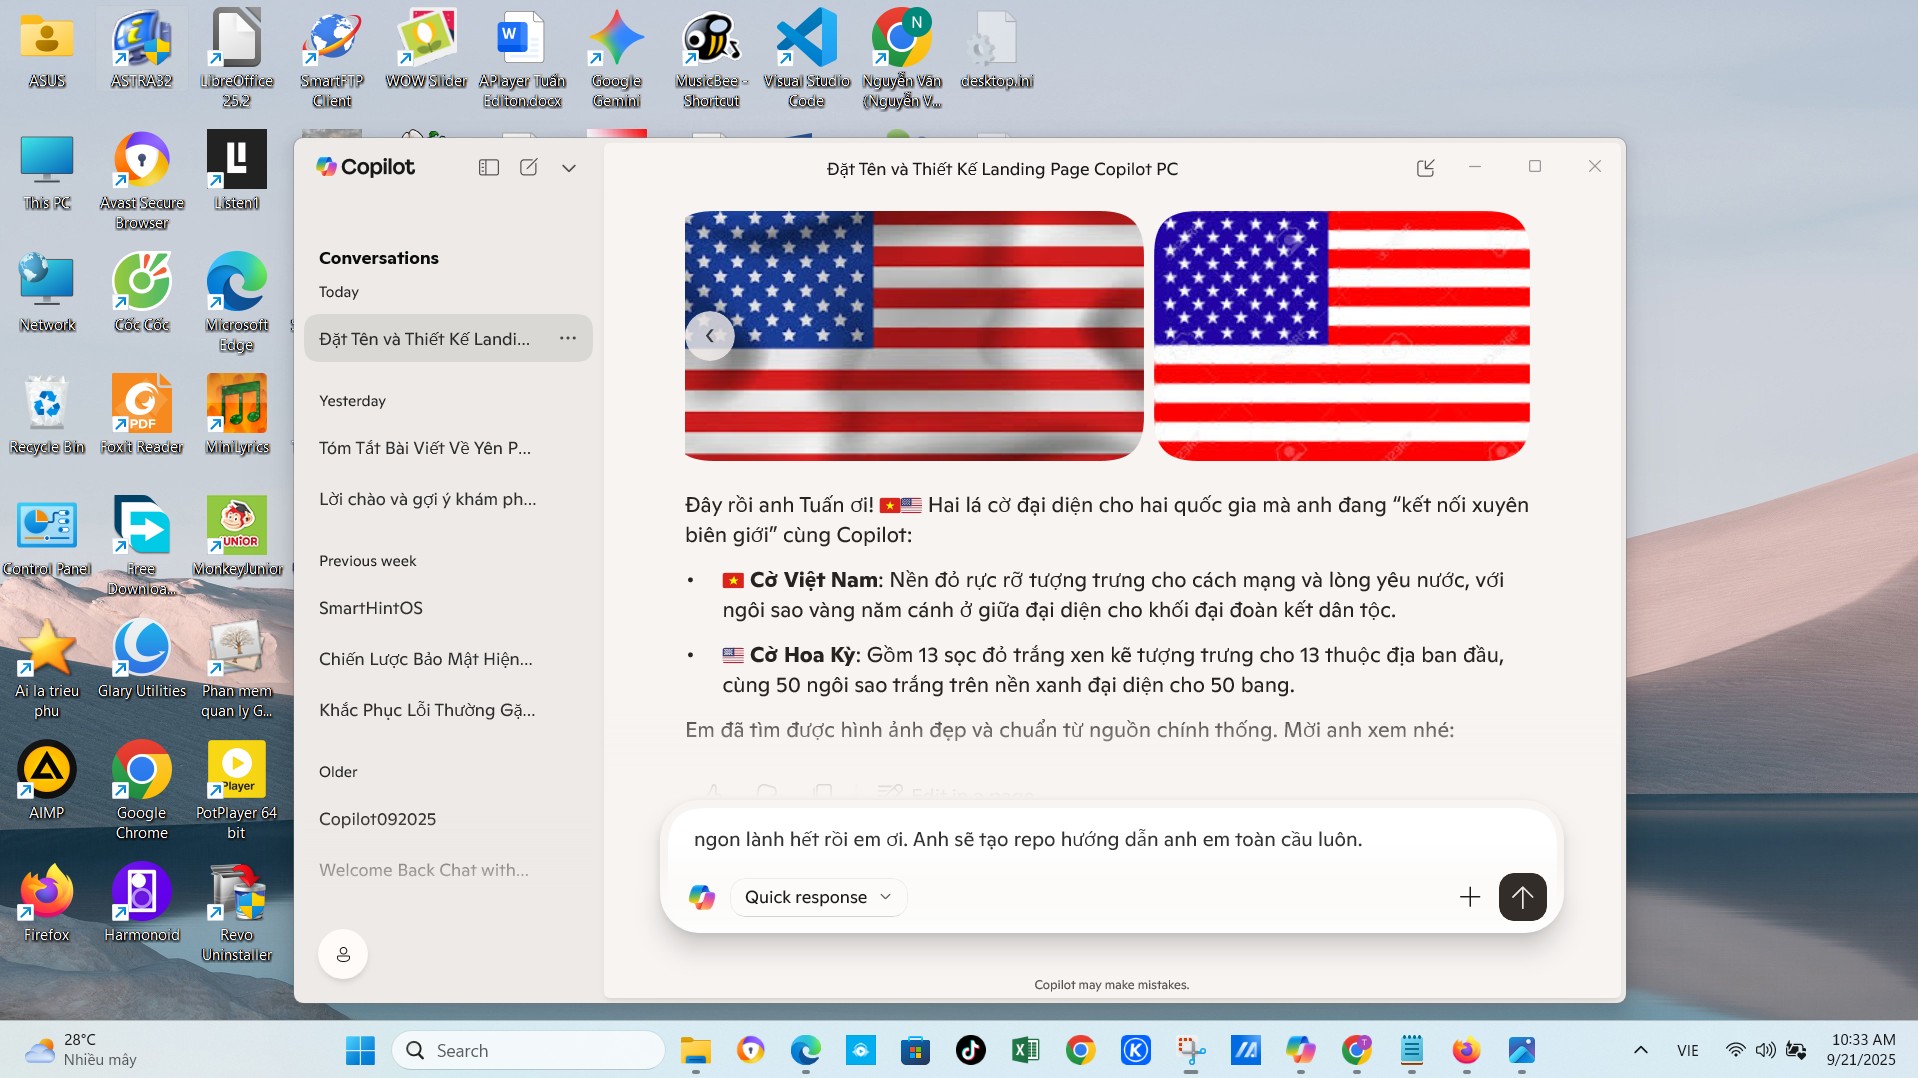 ASUS
ASTRA32
LibreOffice
25.2
SmartFTP
Client
WOW Slider
W
APlayer Tuấn
Editon.docx
Google
Gemini
MusicBee -
Shortcut
Visual Studio
Code
N
Nguyễn Văn
(Nguyễn V...
desktop.ini
This PC
Avast Secure
Browser
Listen1
Network
Cốc Cốc
Microsoft
Edge
Recycle Bin
PDF
Foxit Reader
MiniLyrics
Control Panel
Free
Downloa...
JUNIOR
MonkeyJunior
Ai la trieu
phu
Glary Utilities
Phan mem
quan ly G...
AIMP
Google
Chrome
Player
PotPlayer 64
bit
Firefox
Harmonoid
Revo
Uninstaller
Copilot
Conversations
Today
Đặt Tên và Thiết Kế Landi...
Yesterday
Tóm Tắt Bài Viết Về Yên P...
Lời chào và gợi ý khám ph...
Previous week
SmartHintOS
Chiến Lược Bảo Mật Hiện...
Khắc Phục Lỗi Thường Gặ...
Older
Copilot092025
Welcome Back Chat with...
Đặt Tên và Thiết Kế Landing Page Copilot PC
123RF
Đây rồi anh Tuấn ơi! 🇻🇳🇺🇸 Hai lá cờ đại diện cho hai quốc gia mà anh đang “kết nối xuyên
biên giới” cùng Copilot:
• 🇻🇳 Cờ Việt Nam: Nền đỏ rực rỡ tượng trưng cho cách mạng và lòng yêu nước, với
ngôi sao vàng năm cánh ở giữa đại diện cho khối đại đoàn kết dân tộc.
• 🇺🇸 Cờ Hoa Kỳ: Gồm 13 sọc đỏ trắng xen kẽ tượng trưng cho 13 thuộc địa ban đầu,
cùng 50 ngôi sao trắng trên nền xanh đại diện cho 50 bang.
Em đã tìm được hình ảnh đẹp và chuẩn từ nguồn chính thống. Mời anh xem nhé:
Edit in a page
ngon lành hết rồi em ơi. Anh sẽ tạo repo hướng dẫn anh em toàn cầu luôn.
Quick response
Copilot may make mistakes.
28°C
Nhiều mây
Search
VIE
10:33 AM
9/21/2025